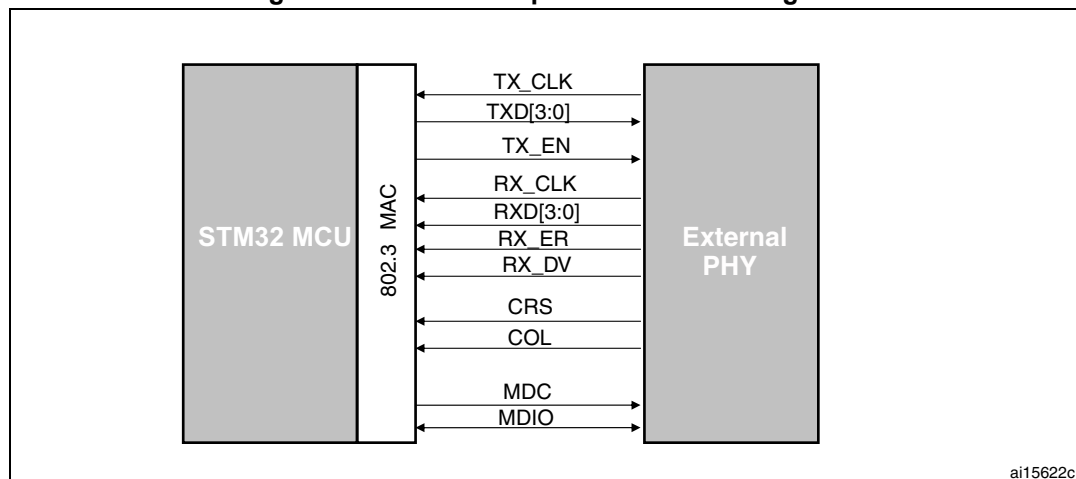 TX_CLK
TXD[3:0]
TX_EN
RX_CLK
RXD[3:0]
RX_ER
RX_DV
CRS
COL
MDC
MDIO
STM32 MCU
802.3 MAC
External
PHY
ai15622c